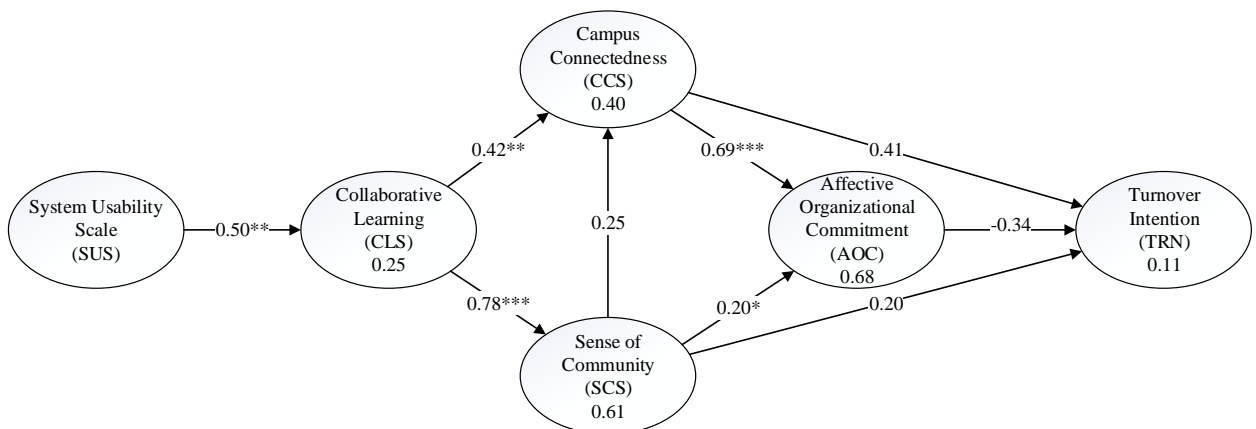 System Usability
Scale
(SUS)
0.50**
Collaborative
Learning
(CLS)
0.25
0.42**
0.78***
Campus
Connectedness
(CCS)
0.40
0.25
Sense of
Community
(SCS)
0.61
0.69***
0.20*
Affective
Organizational
Commitment
(AOC)
0.68
0.41
-0.34
0.20
Turnover
Intention
(TRN)
0.11